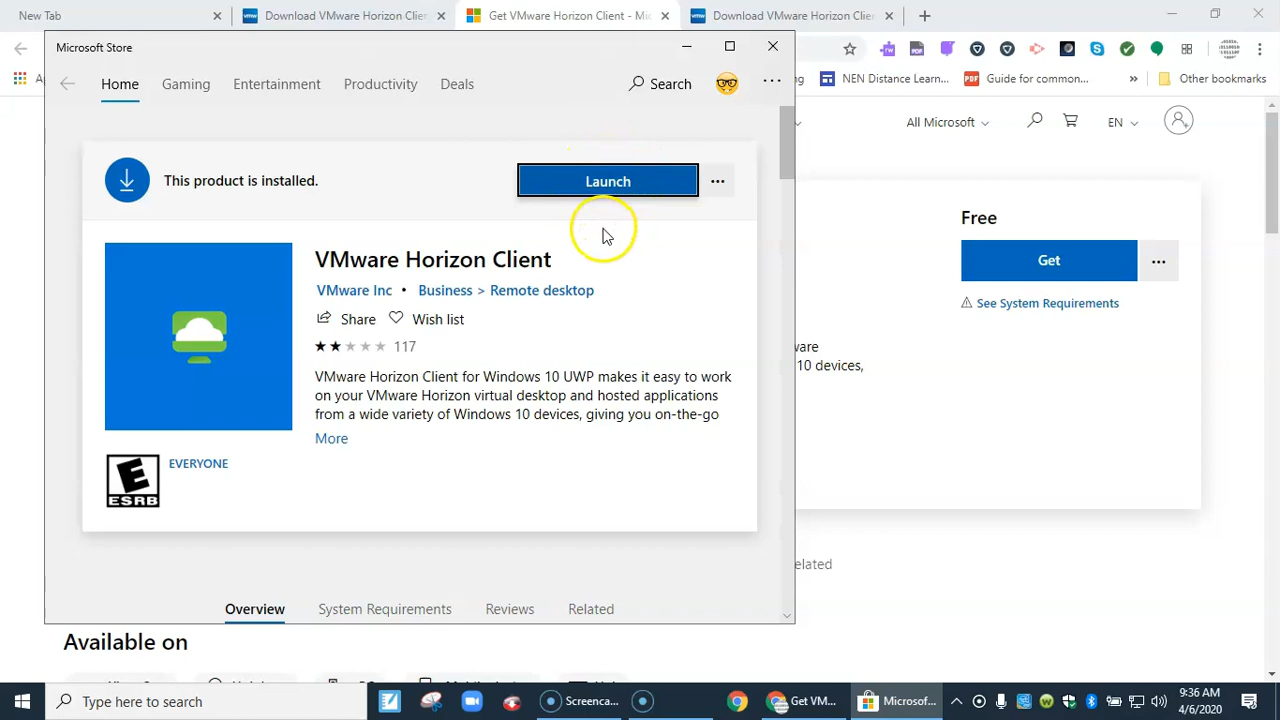 New Tab
Download VMware Horizon Clien
Get VMware Horizon Client - Mic
Download VMware Horizon Clien
Microsoft Store
NEN Distance Learn...
Guide for common...
»
Other bookmarks
Home
Gaming
Entertainment
Productivity
Deals
Search
All Microsoft
EN
This product is installed.
Launch
Free
Get
See System Requirements
VMware Horizon Client
VMware Inc • Business > Remote desktop
Share
Wish list
117
VMware Horizon Client for Windows 10 UWP makes it easy to work
on your VMware Horizon virtual desktop and hosted applications
from a wide variety of Windows 10 devices, giving you on-the-go
More
ware
10 devices,
E
ESRB
EVERYONE
elated
Overview
System Requirements
Reviews
Related
Available on
Type here to search
Screenca...
Get VM...
Microsof...
9:36 AM
4/6/2020